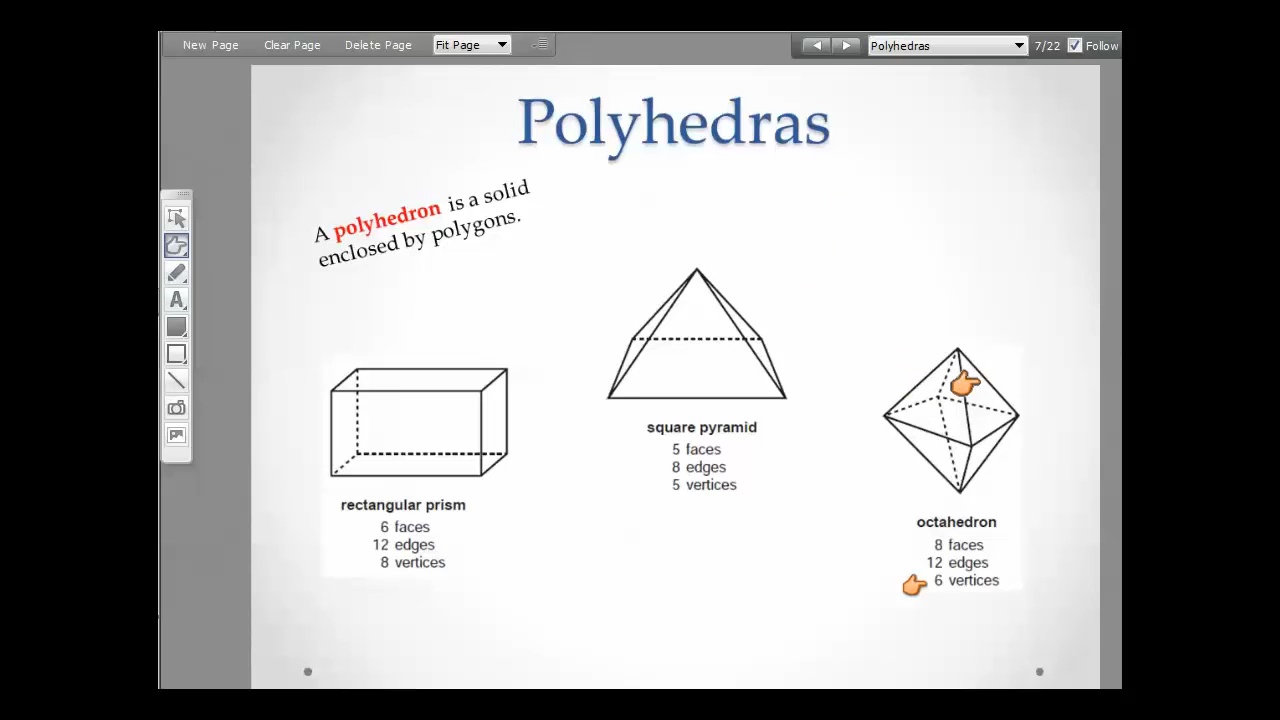 New Page Clear Page Delete Page Fit Page Polyhedras 7/22 Follow
Polyhedras
A polyhedron is a solid
enclosed by polygons.
A
rectangular prism
6 faces
12 edges
8 vertices
square pyramid
5 faces
8 edges
5 vertices
octahedron
8 faces
12 edges
6 vertices